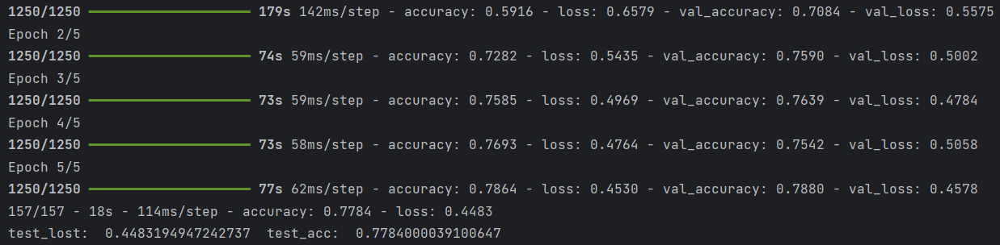 1250/1250 ━━━━━━━━━━━━━━━━━━━━ 179s 142ms/step - accuracy: 0.5916 - loss: 0.6579 - val_accuracy: 0.7084 - val_loss: 0.5575
Epoch 2/5
1250/1250 ━━━━━━━━━━━━━━━━━━━━ 74s 59ms/step - accuracy: 0.7282 - loss: 0.5435 - val_accuracy: 0.7590 - val_loss: 0.5002
Epoch 3/5
1250/1250 ━━━━━━━━━━━━━━━━━━━━ 73s 59ms/step - accuracy: 0.7585 - loss: 0.4969 - val_accuracy: 0.7639 - val_loss: 0.4784
Epoch 4/5
1250/1250 ━━━━━━━━━━━━━━━━━━━━ 73s 58ms/step - accuracy: 0.7693 - loss: 0.4764 - val_accuracy: 0.7542 - val_loss: 0.5058
Epoch 5/5
1250/1250 ━━━━━━━━━━━━━━━━━━━━ 77s 62ms/step - accuracy: 0.7864 - loss: 0.4530 - val_accuracy: 0.7880 - val_loss: 0.4578
157/157 - 18s - 114ms/step - accuracy: 0.7784 - loss: 0.4483
test_lost:  0.4483194947242737  test_acc:  0.7784000039100647